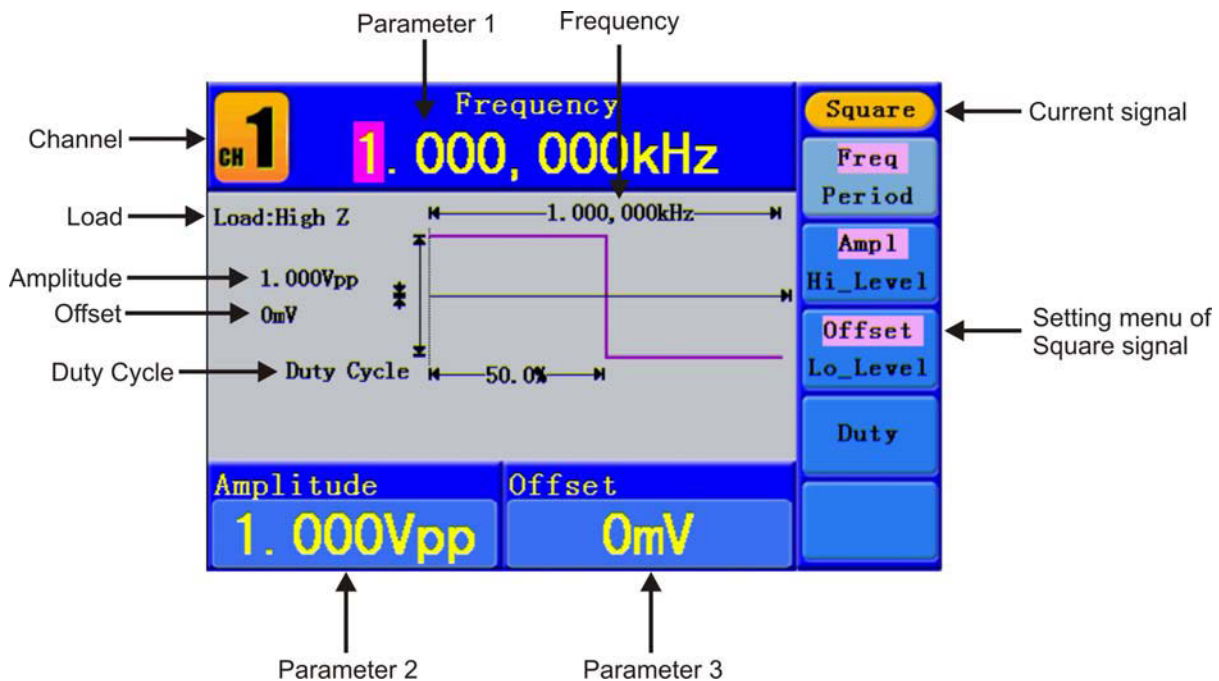 Parameter 1
Frequency
Channel
CH 1
Frequency
1.000,000kHz
Square
Current signal
Freq
Period
Load
Load:High Z
1.000,000kHz
Ampl
Hi_Level
Amplitude
1.000Vpp
Offset
0mV
Offset
Lo_Level
Setting menu of
Square signal
Duty Cycle
Duty Cycle
50.0%
Duty
Amplitude
1.000Vpp
Offset
0mV
Parameter 2
Parameter 3